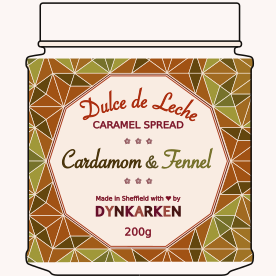 Dulce de Leche
CARAMEL SPREAD
Cardamom & Fennel
Made in Sheffield with ♥ by
DYNKARKEN
200g